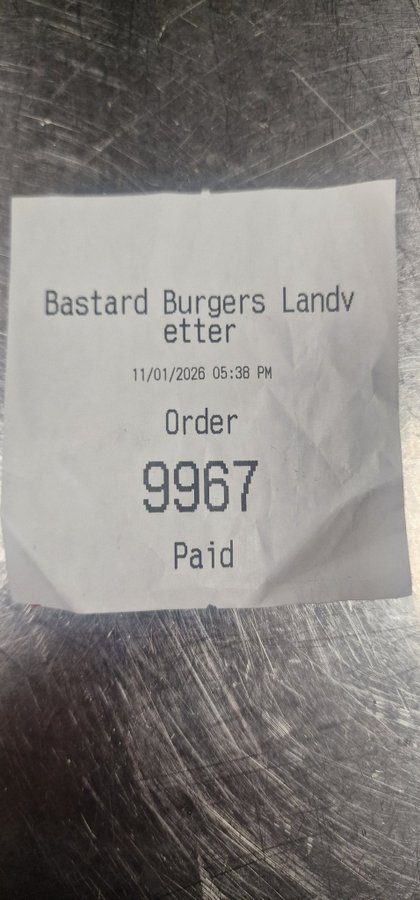 Bastard Burgers Landv
etter
11/01/2026 05:38 PM
Order
9967
Paid